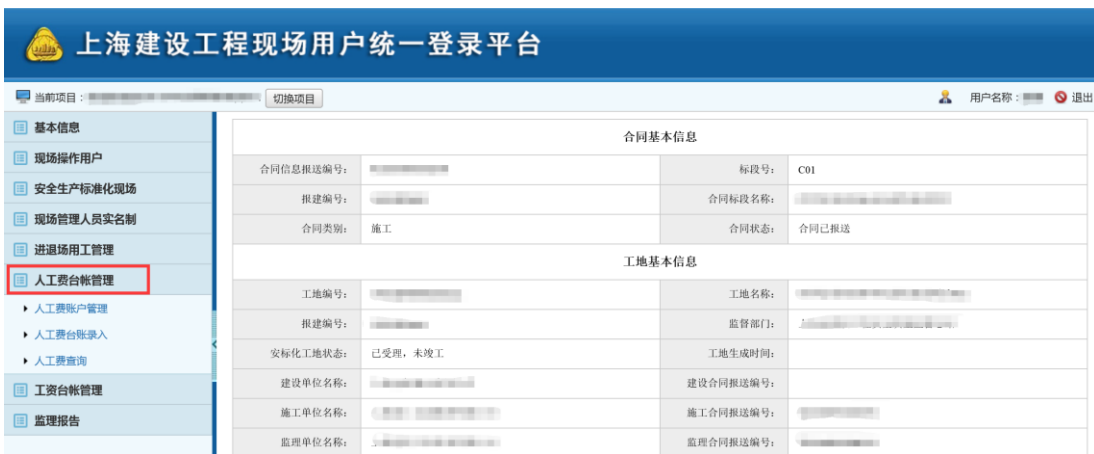 上海建设工程现场用户统一登录平台
当前项目： 切换项目 用户名称： 退出
基本信息
现场操作用户
安全生产标准化现场
现场管理人员实名制
进退场用工管理
人工费台帐管理
人工费账户管理
人工费台账录入
人工费查询
工资台帐管理
监理报告
合同基本信息
合同信息报送编号： 标段号： C01
报建编号： 合同标段名称：
合同类别： 施工 合同状态： 合同已报送
工地基本信息
工地编号： 工地名称：
报建编号： 监督部门：
安标化工地状态： 已受理，未竣工 工地生成时间：
建设单位名称： 建设合同报送编号：
施工单位名称： 施工合同报送编号：
监理单位名称： 监理合同报送编号：